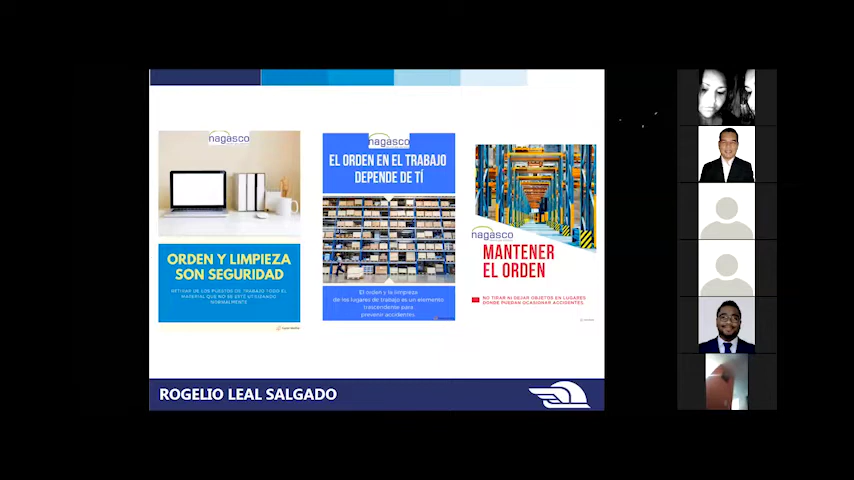 nagasco
ORDEN Y LIMPIEZA
SON SEGURIDAD
RETIRAR DE LOS PUESTOS DE TRABAJO TODO EL
MATERIAL QUE NO SE ESTÉ UTILIZANDO
NORMALMENTE
nagasco
EL ORDEN EN EL TRABAJO
DEPENDE DE TÍ
El orden y la limpieza
de los lugares de trabajo es un elemento
trascendente para
prevenir accidentes.
nagasco
MANTENER
EL ORDEN
NO TIRAR NI DEJAR OBJETOS EN LUGARES
DONDE PUEDAN OCASIONAR ACCIDENTES.
ROGELIO LEAL SALGADO